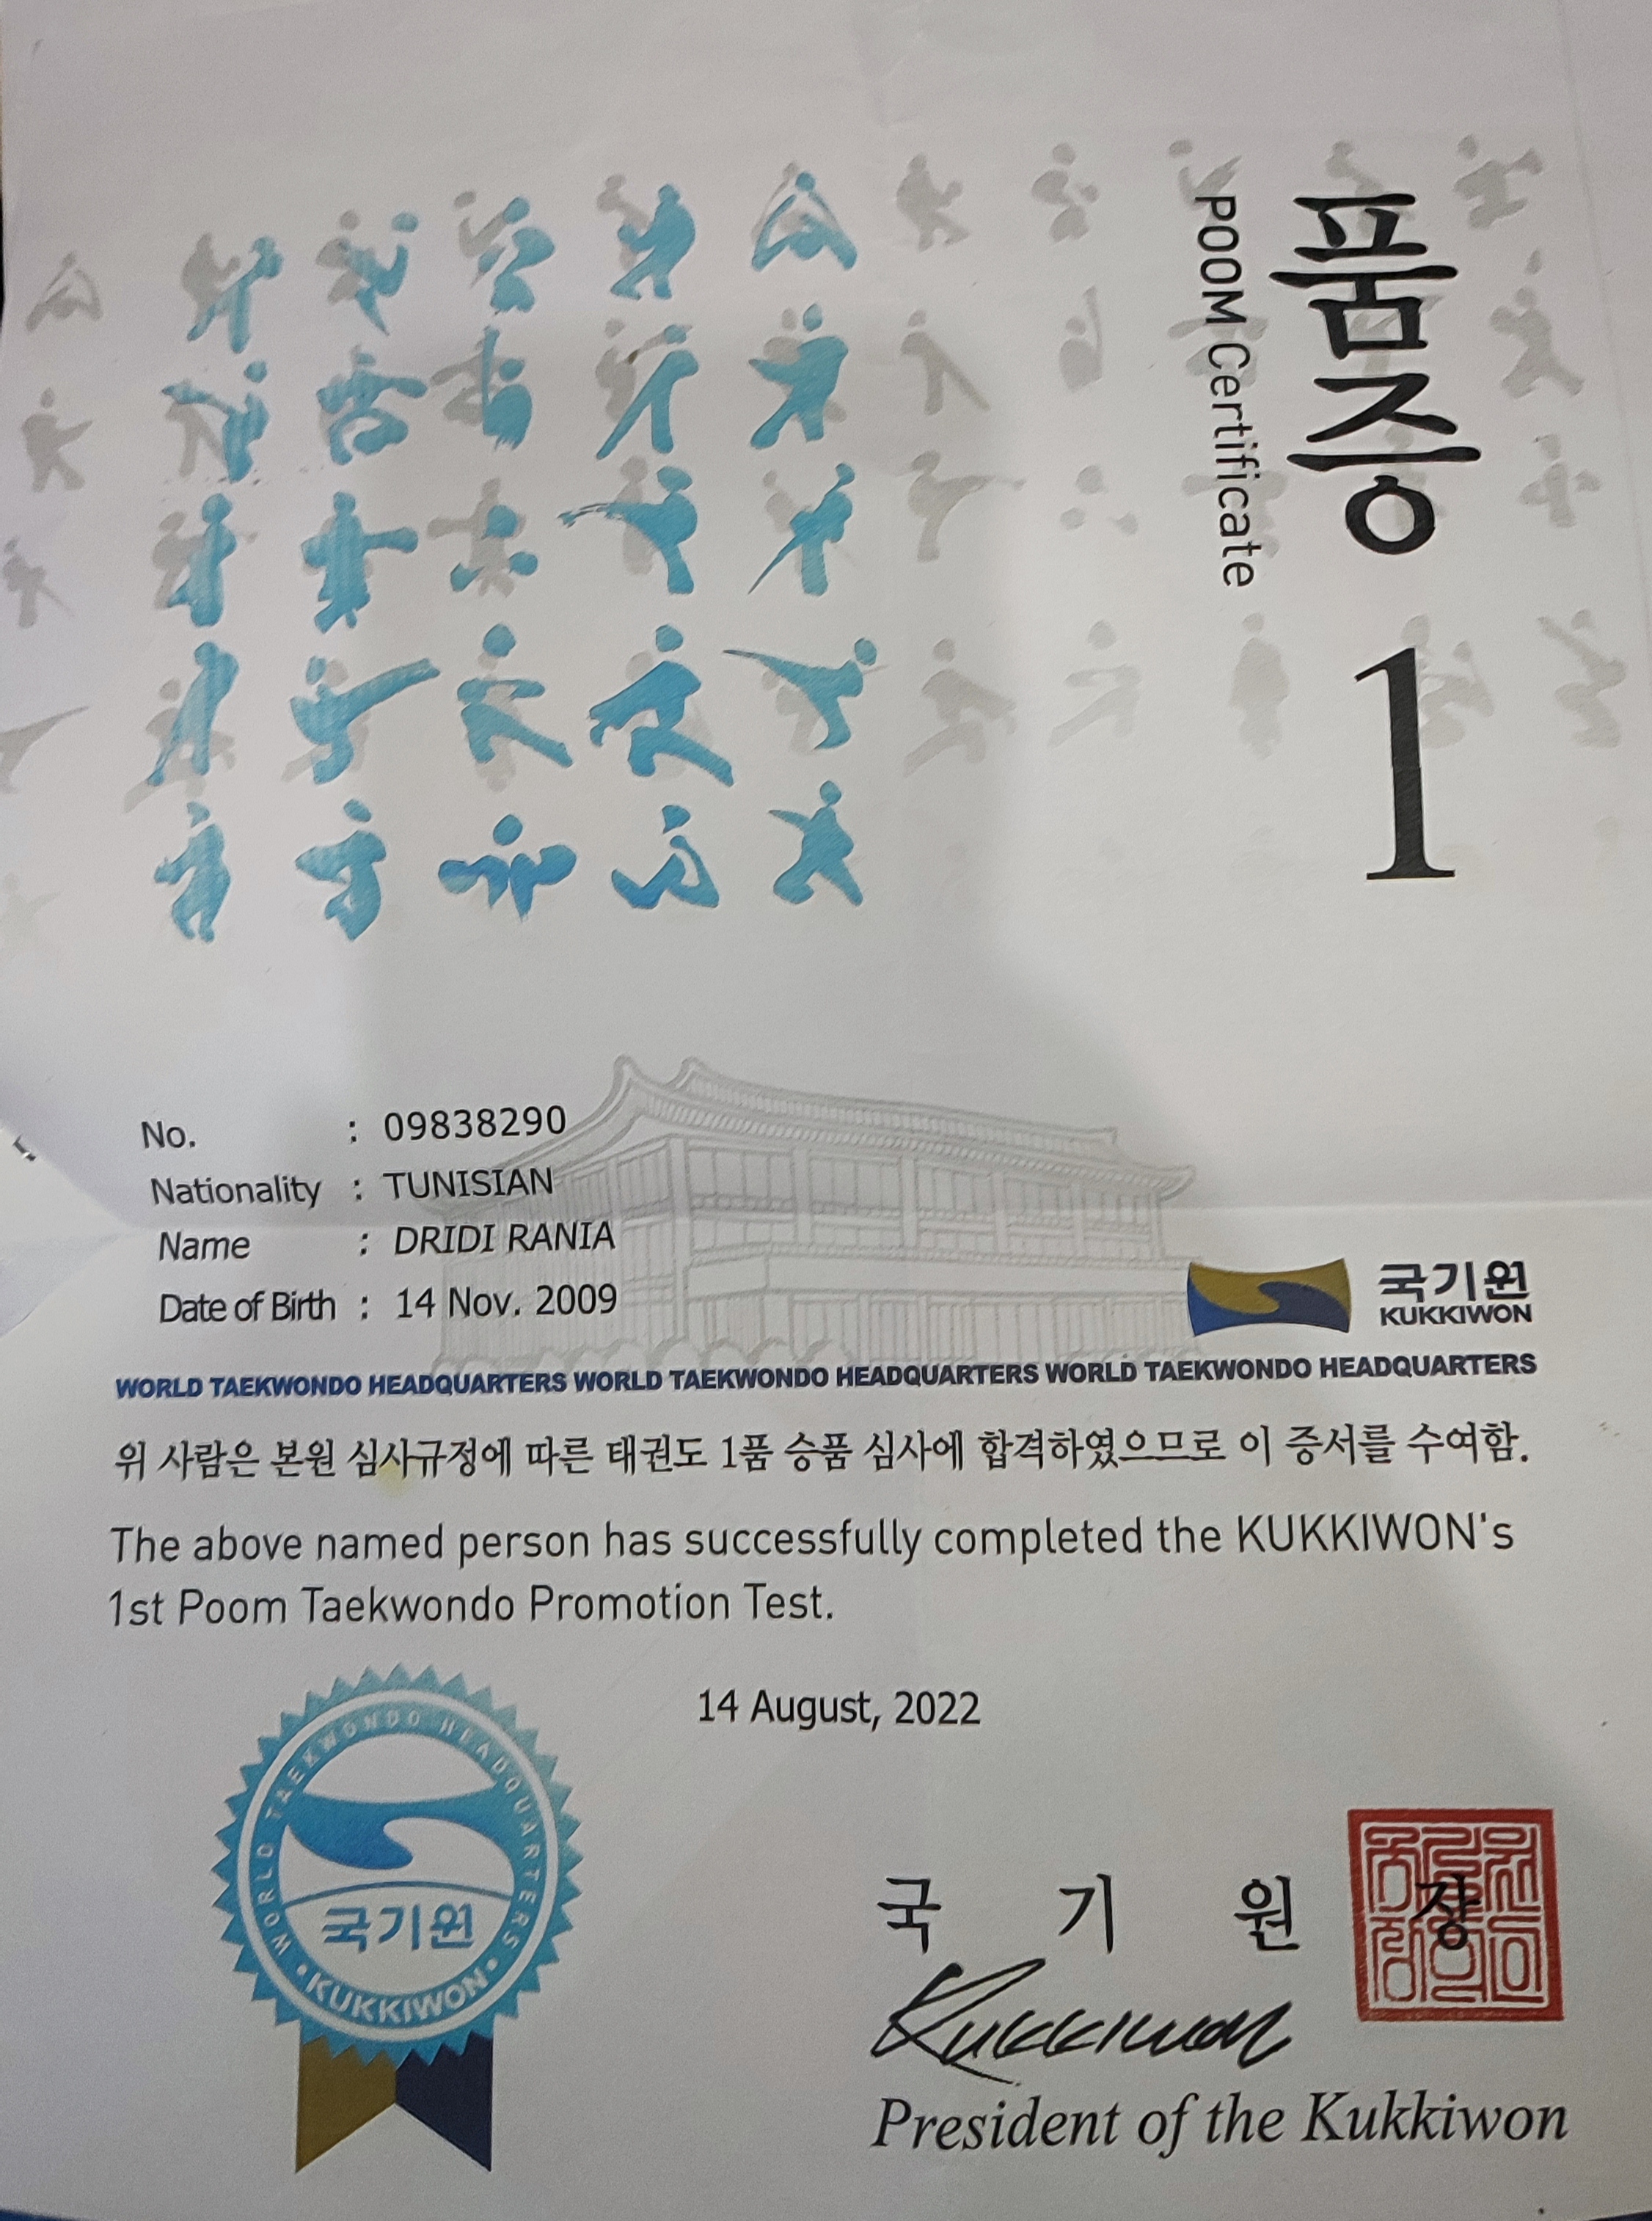 품증 1
POOM Certificate
No. : 09838290
Nationality : TUNISIAN
Name : DRIDI RANIA
Date of Birth : 14 Nov. 2009
국기원
KUKKIWON
WORLD TAEKWONDO HEADQUARTERS WORLD TAEKWONDO HEADQUARTERS WORLD TAEKWONDO HEADQUARTERS
위 사람은 본원 심사규정에 따른 태권도 1품 승품 심사에 합격하였으므로 이 증서를 수여함.
The above named person has successfully completed the KUKKIWON's
1st Poom Taekwondo Promotion Test.
14 August, 2022
WORLD TAEKWONDO HEADQUARTERS
국기원
• KUKKIWON •
국 기 원 장
Kukkiwon
President of the Kukkiwon